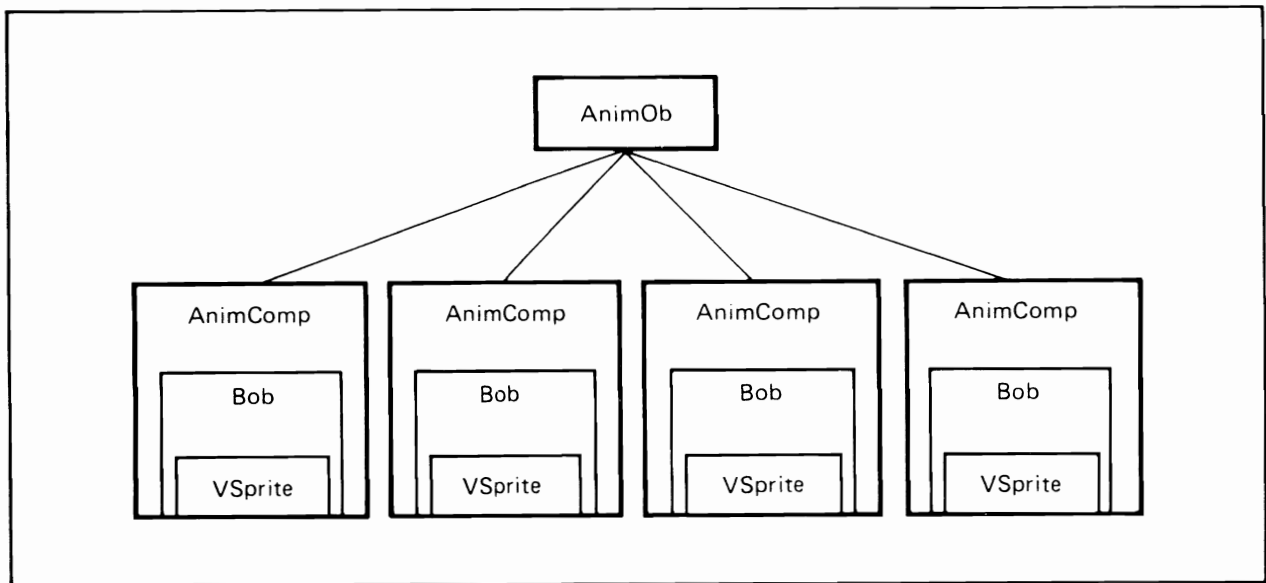 AnimOb
AnimComp AnimComp AnimComp AnimComp
Bob Bob Bob Bob
VSprite VSprite VSprite VSprite